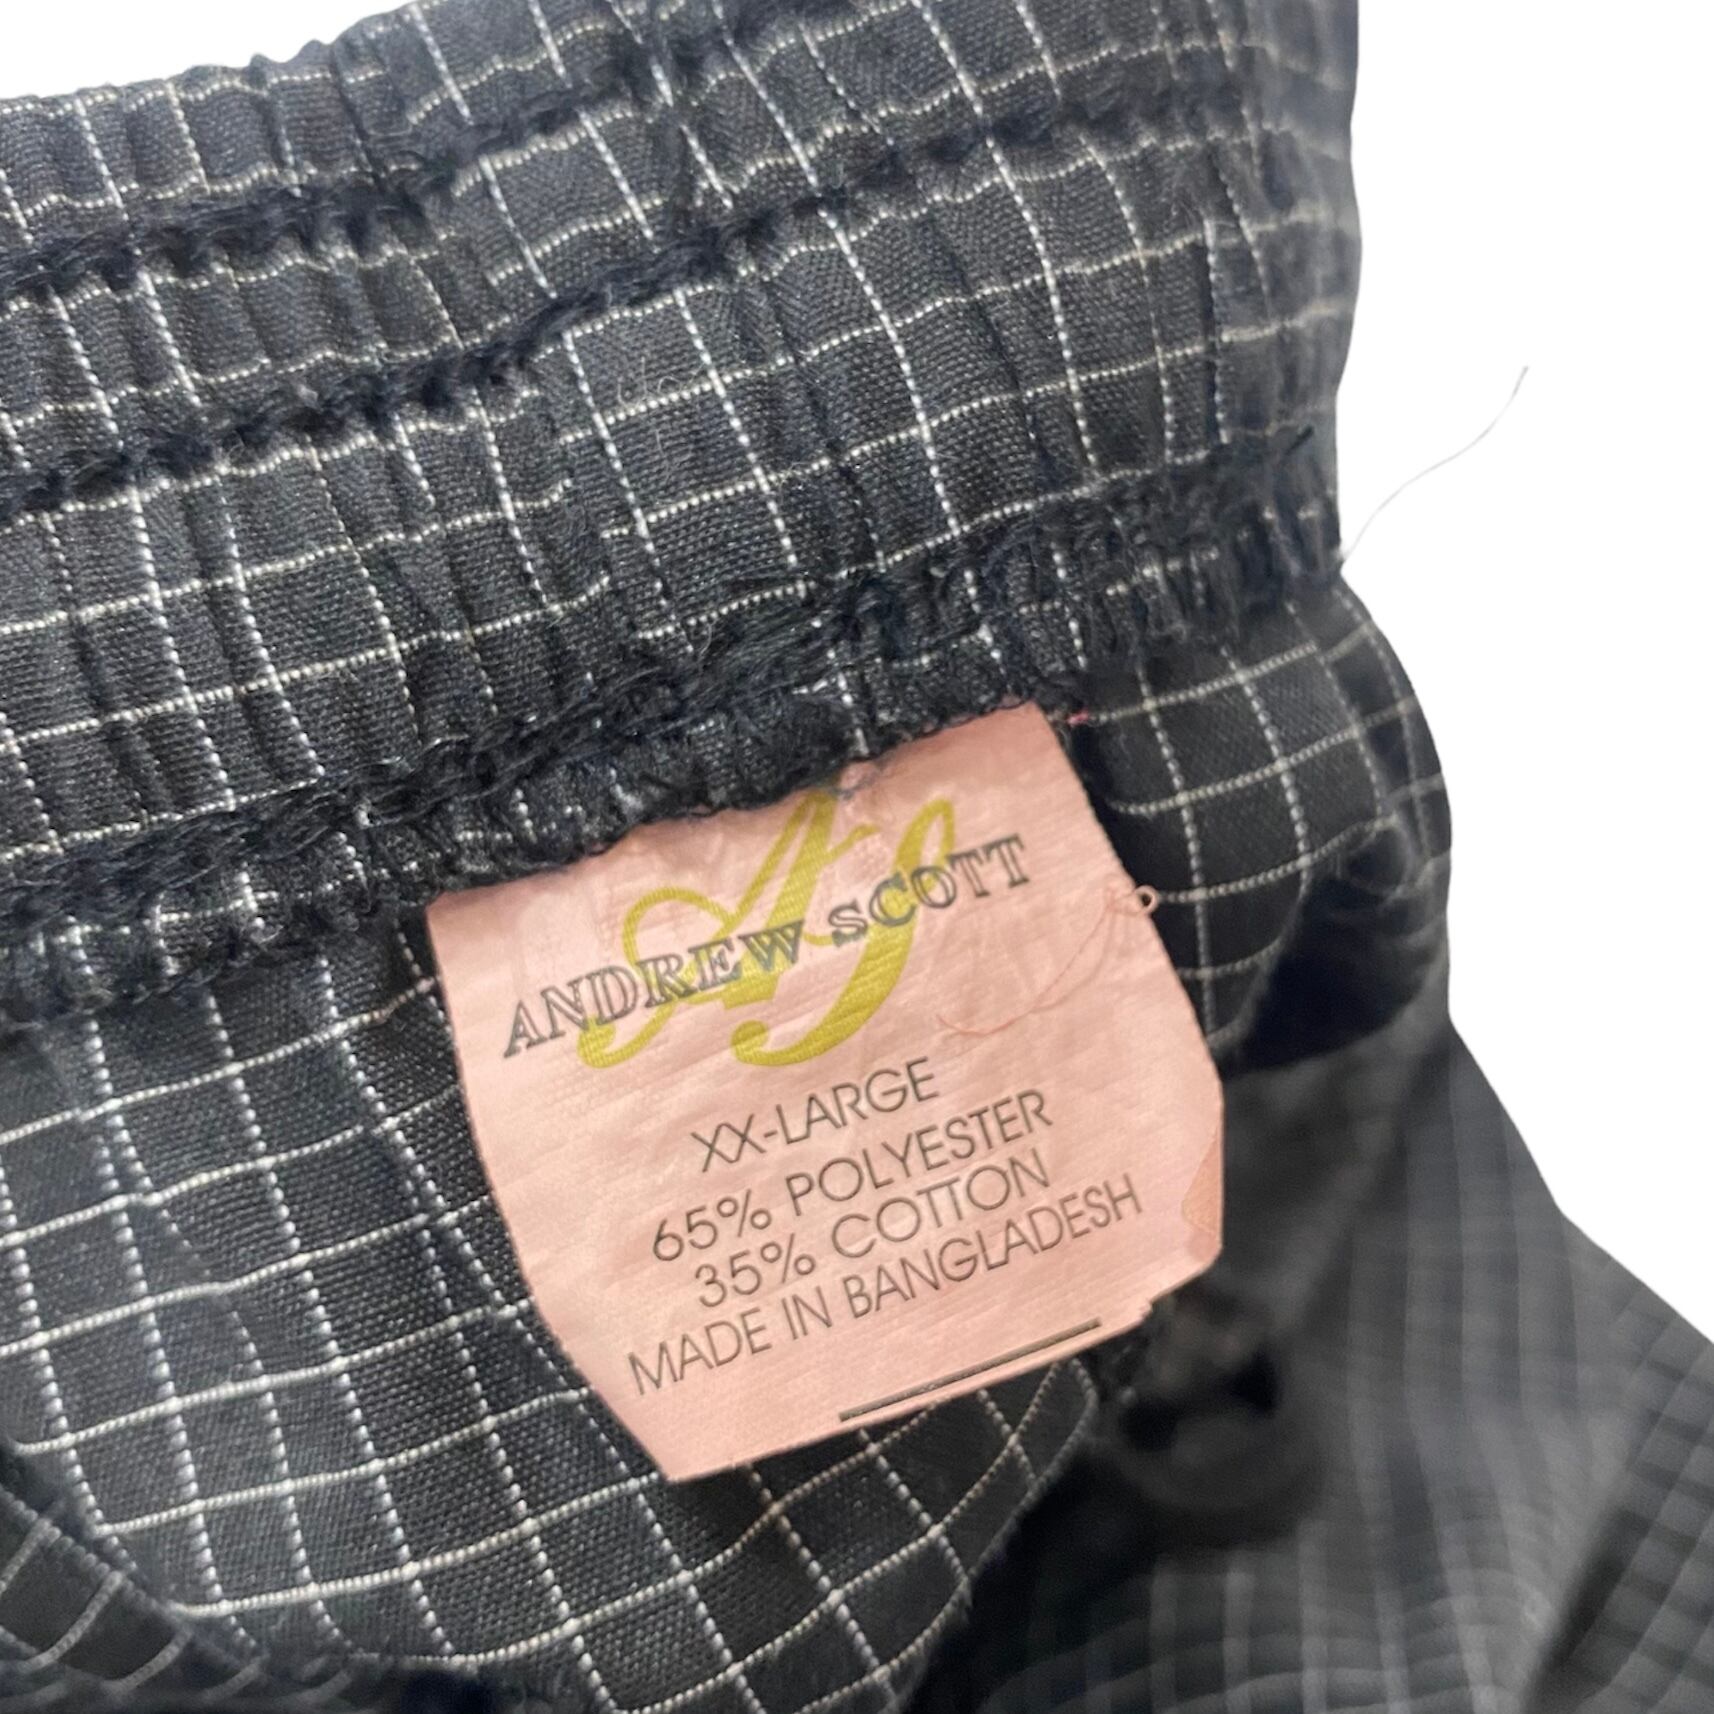 AS
ANDREW SCOTT
XX-LARGE
65% POLYESTER
35% COTTON
MADE IN BANGLADESH